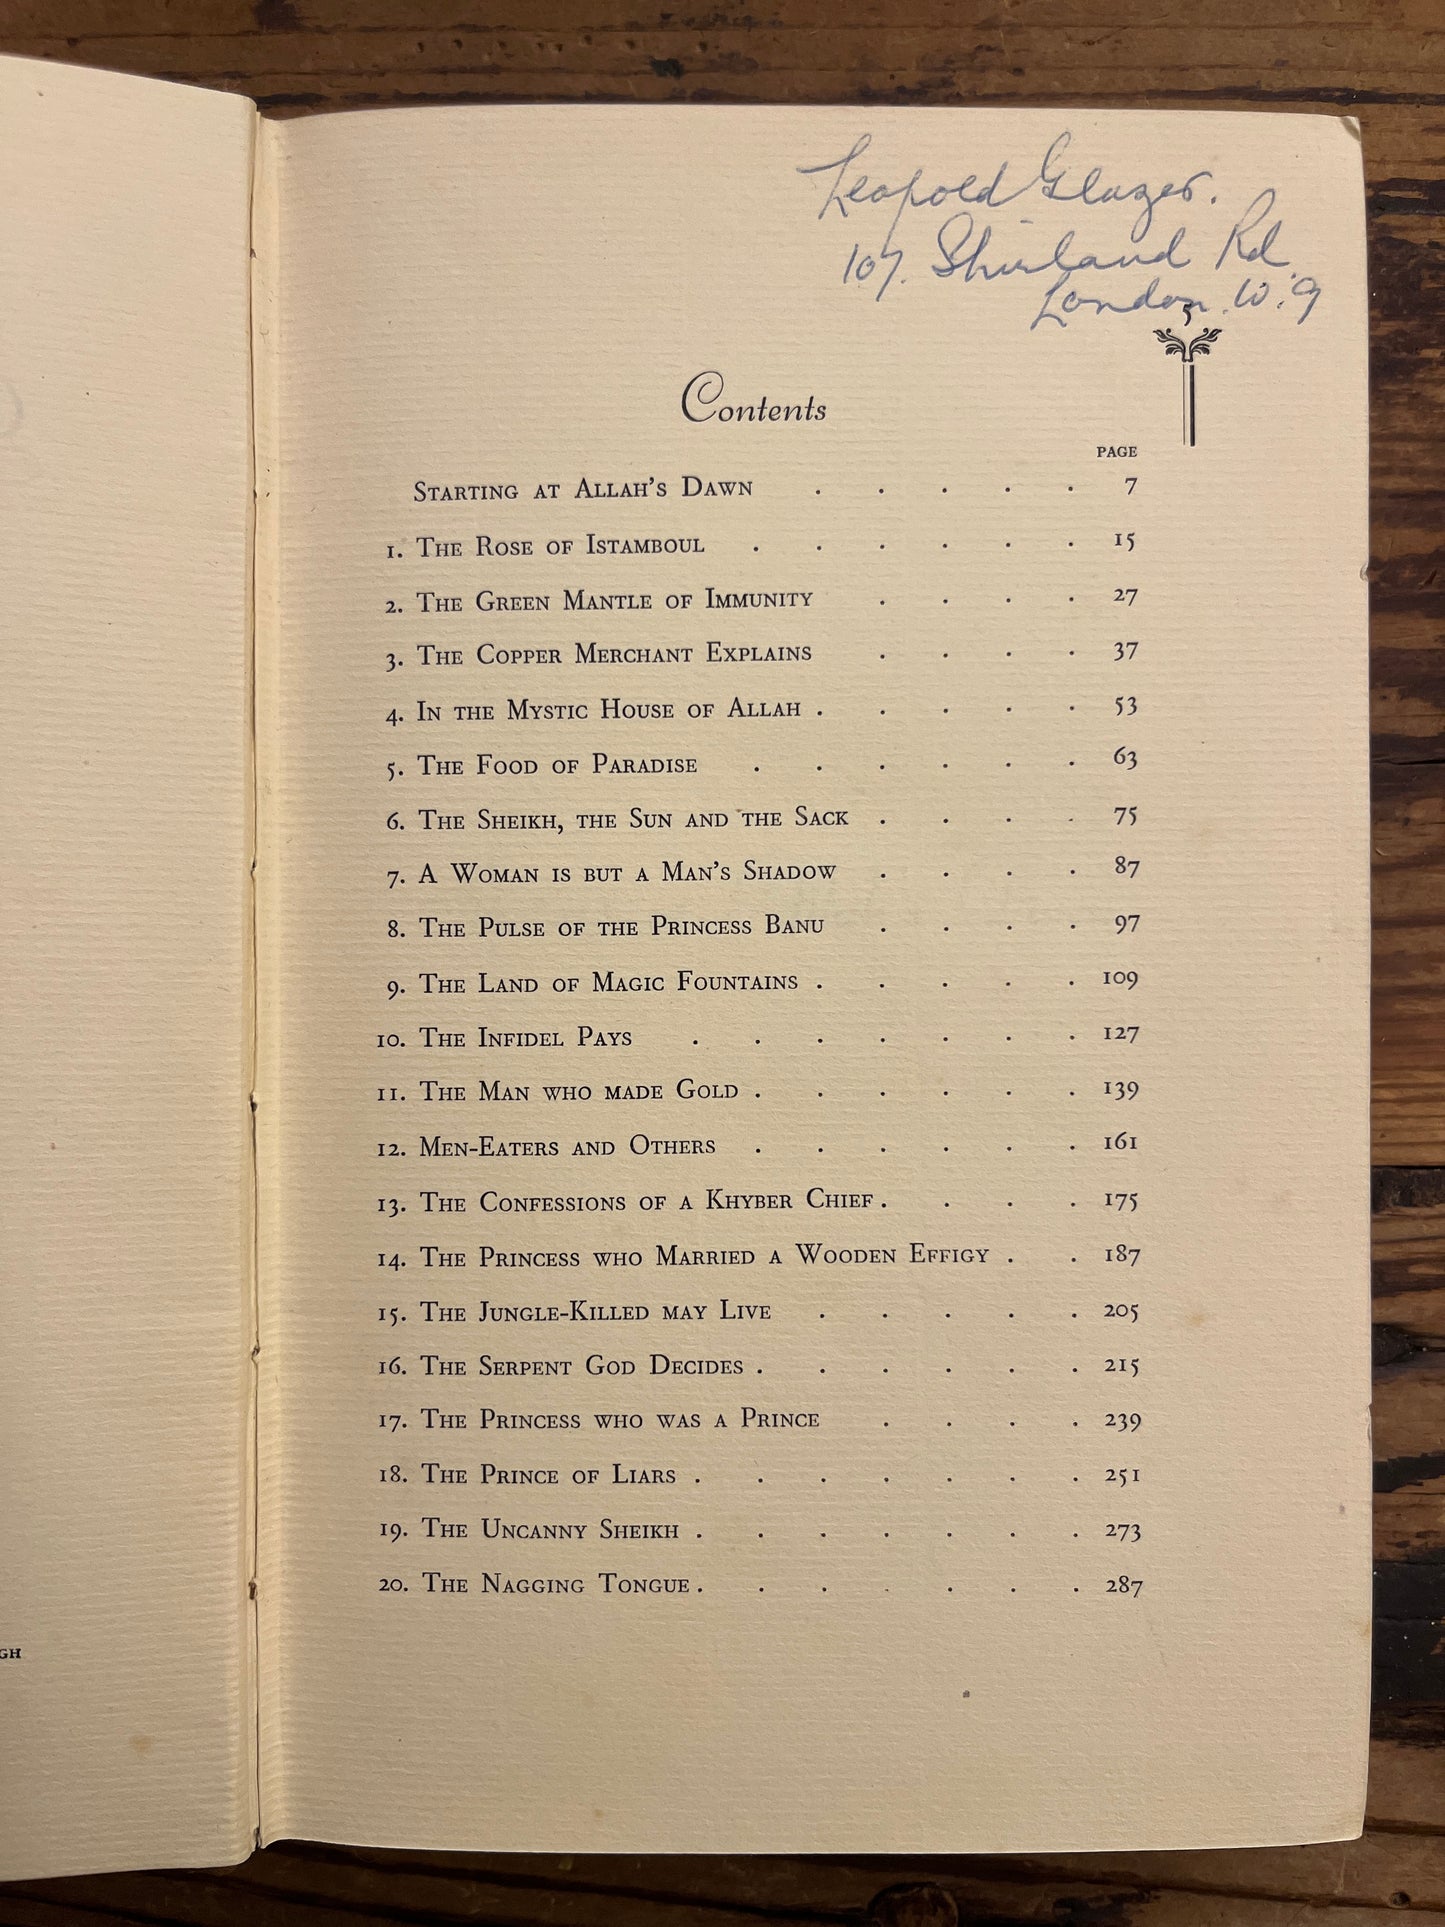 Leopold Glazer.
107. Shirland Rd.
London. W.9
Contents
PAGE
STARTING AT ALLAH'S DAWN . . . . . 7
1. THE ROSE OF ISTAMBOUL . . . . . . 15
2. THE GREEN MANTLE OF IMMUNITY . . . . 27
3. THE COPPER MERCHANT EXPLAINS . . . . 37
4. IN THE MYSTIC HOUSE OF ALLAH . . . . . 53
5. THE FOOD OF PARADISE . . . . . . 63
6. THE SHEIKH, THE SUN AND THE SACK . . . . 75
7. A WOMAN IS BUT A MAN'S SHADOW . . . . 87
8. THE PULSE OF THE PRINCESS BANU . . . . 97
9. THE LAND OF MAGIC FOUNTAINS . . . . . 109
10. THE INFIDEL PAYS . . . . . . . 127
11. THE MAN WHO MADE GOLD . . . . . . 139
12. MEN-EATERS AND OTHERS . . . . . . 161
13. THE CONFESSIONS OF A KHYBER CHIEF . . . . 175
14. THE PRINCESS WHO MARRIED A WOODEN EFFIGY . . 187
15. THE JUNGLE-KILLED MAY LIVE . . . . . 205
16. THE SERPENT GOD DECIDES . . . . . . 215
17. THE PRINCESS WHO WAS A PRINCE . . . . 239
18. THE PRINCE OF LIARS . . . . . . . 251
19. THE UNCANNY SHEIKH . . . . . . . 273
20. THE NAGGING TONGUE . . . . . . . 287
GH